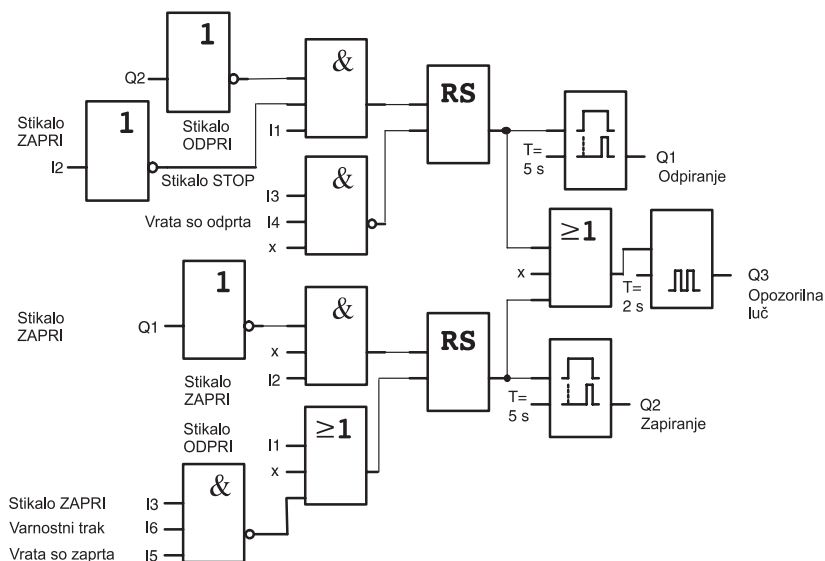 1
Q2
&
RS
Stikalo
ZAPRI
1
Stikalo
ODPRI
I1
I2
Stikalo STOP
T=
5 s
Q1
Odpiranje
&
I3
Vrata so odprta
I4
x
≥1
x
T=
2 s
Q3
Opozorilna
luč
1
Stikalo
ZAPRI
Q1
&
x
I2
RS
Stikalo
ZAPRI
T=
5 s
Q2
Zapiranje
Stikalo
ODPRI
≥1
I1
x
&
Stikalo ZAPRI
I3
Varnostni trak
I6
Vrata so zaprta
I5